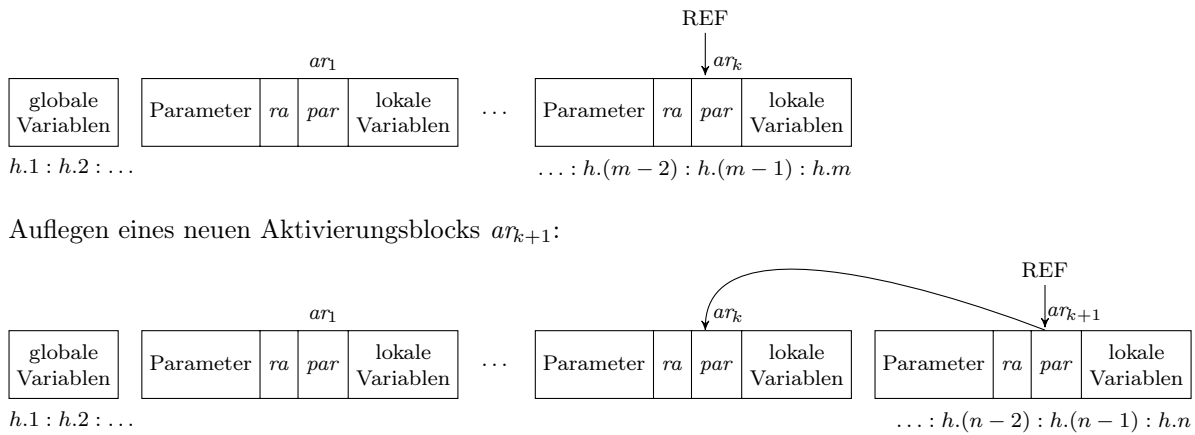 REF
ar₁ arₖ
globale Variablen Parameter ra par lokale Variablen ... Parameter ra par lokale Variablen
h.1 : h.2 : ... ... : h.(m − 2) : h.(m − 1) : h.m
Auflegen eines neuen Aktivierungsblocks arₖ₊₁:
REF
ar₁ arₖ arₖ₊₁
globale Variablen Parameter ra par lokale Variablen ... Parameter ra par lokale Variablen Parameter ra par lokale Variablen
h.1 : h.2 : ... ... : h.(n − 2) : h.(n − 1) : h.n